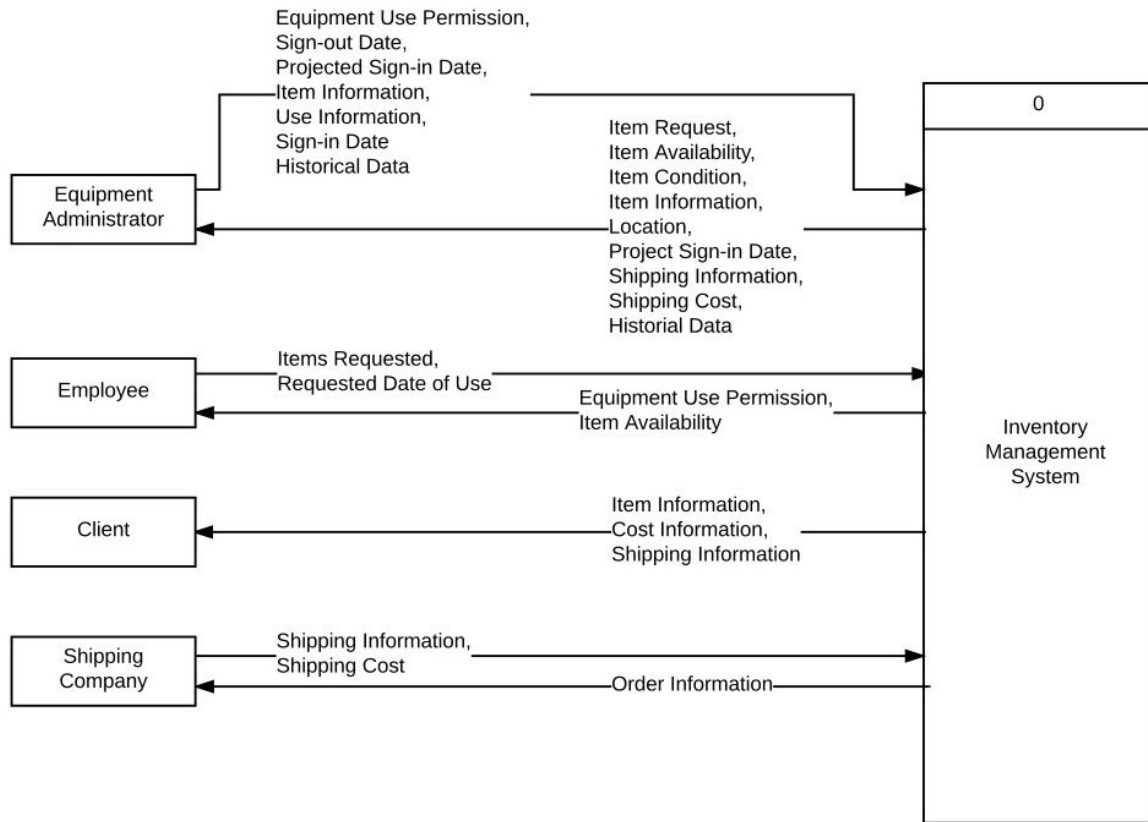 Equipment Use Permission,
Sign-out Date,
Projected Sign-in Date,
Item Information,
Use Information,
Sign-in Date
Historical Data
0
Item Request,
Item Availability,
Item Condition,
Item Information,
Location,
Project Sign-in Date,
Shipping Information,
Shipping Cost,
Historial Data
Equipment
Administrator
Items Requested,
Requested Date of Use
Employee
Equipment Use Permission,
Item Availability
Inventory
Management
System
Client
Item Information,
Cost Information,
Shipping Information
Shipping
Company
Shipping Information,
Shipping Cost
Order Information